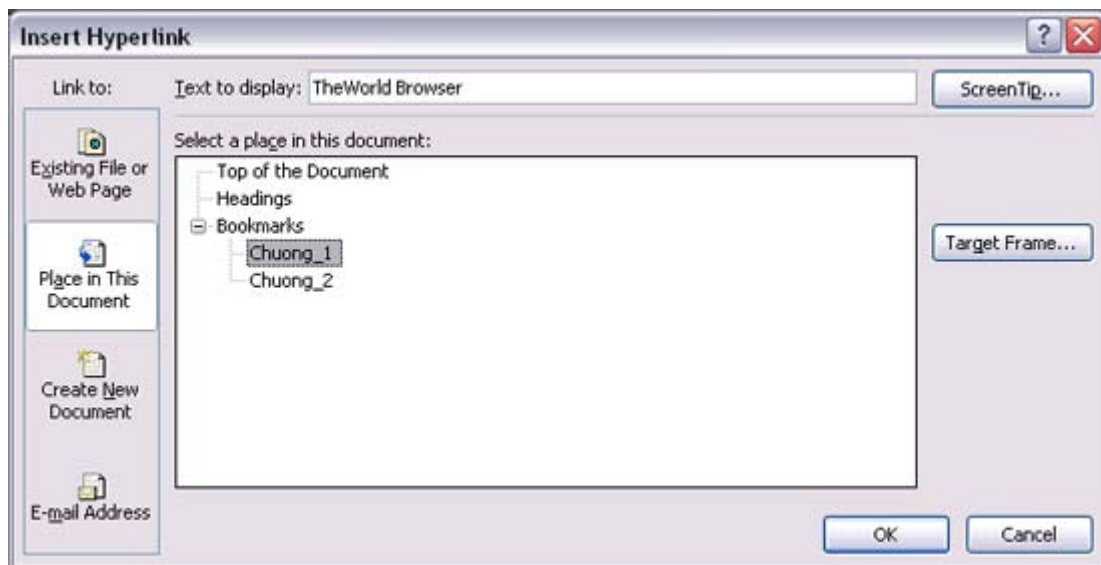 Insert Hyperlink
Link to:
Text to display: TheWorld Browser
ScreenTip...
Select a place in this document:
Existing File or
Web Page
Top of the Document
Headings
Bookmarks
Chuong_1
Chuong_2
Target Frame...
Place in This
Document
Create New
Document
E-mail Address
OK
Cancel